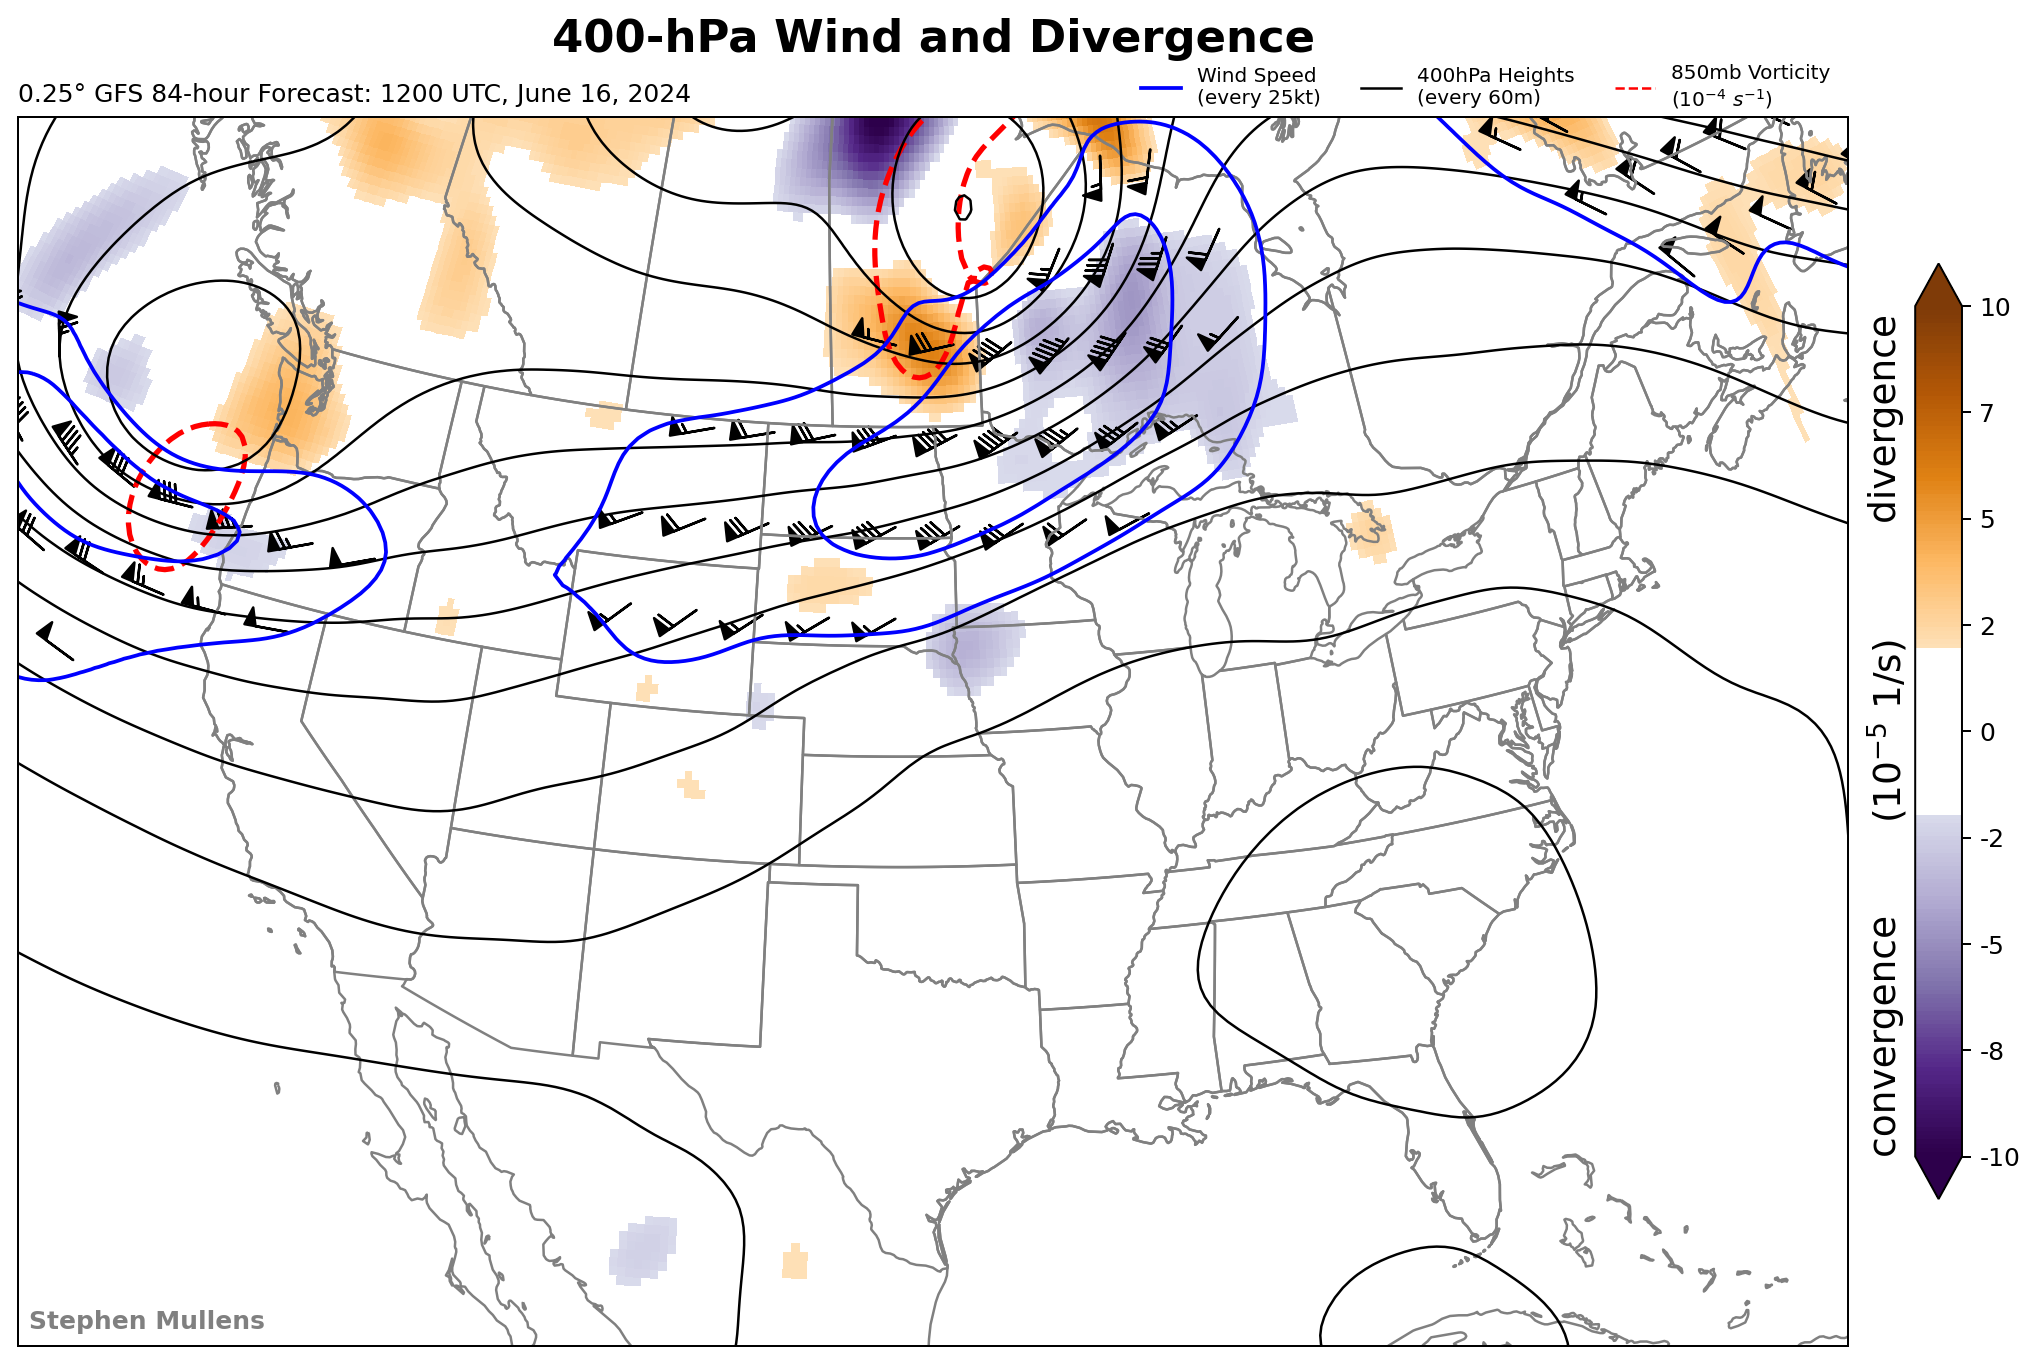 400-hPa Wind and Divergence
0.25° GFS 84-hour Forecast: 1200 UTC, June 16, 2024
Wind Speed
(every 25kt)
400hPa Heights
(every 60m)
850mb Vorticity
(10⁻⁴ s⁻¹)
10
7
5
2
0
-2
-5
-8
-10
convergence (10⁻⁵ 1/s) divergence
Stephen Mullens